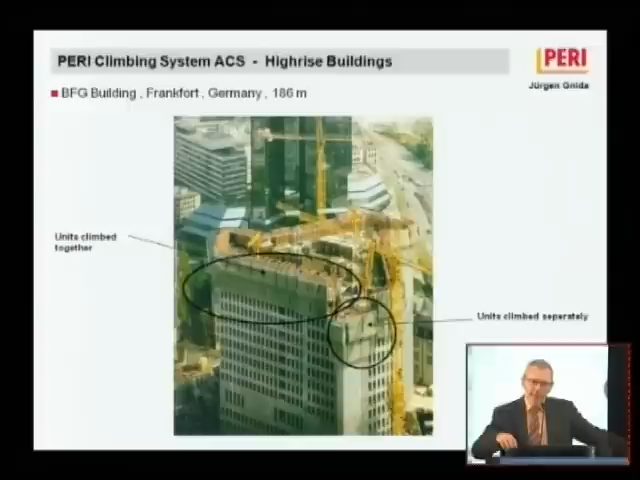 PERI Climbing System ACS - Highrise Buildings
PERI
Jürgen Gnida
BFG Building , Frankfort , Germany , 186 m
Units climbed
together
Units climbed separately